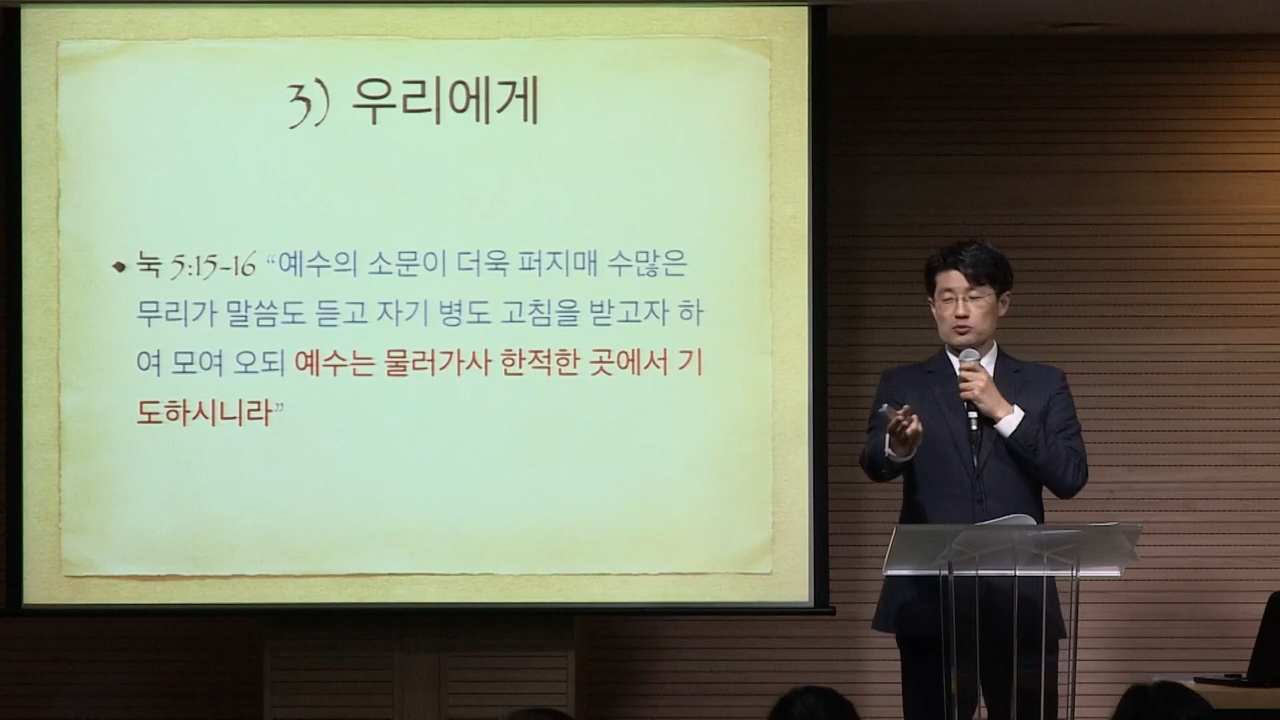 3) 우리에게
눅 5:15-16 “예수의 소문이 더욱 퍼지매 수많은
무리가 말씀도 듣고 자기 병도 고침을 받고자 하
여 모여 오되 예수는 물러가사 한적한 곳에서 기
도하시니라”